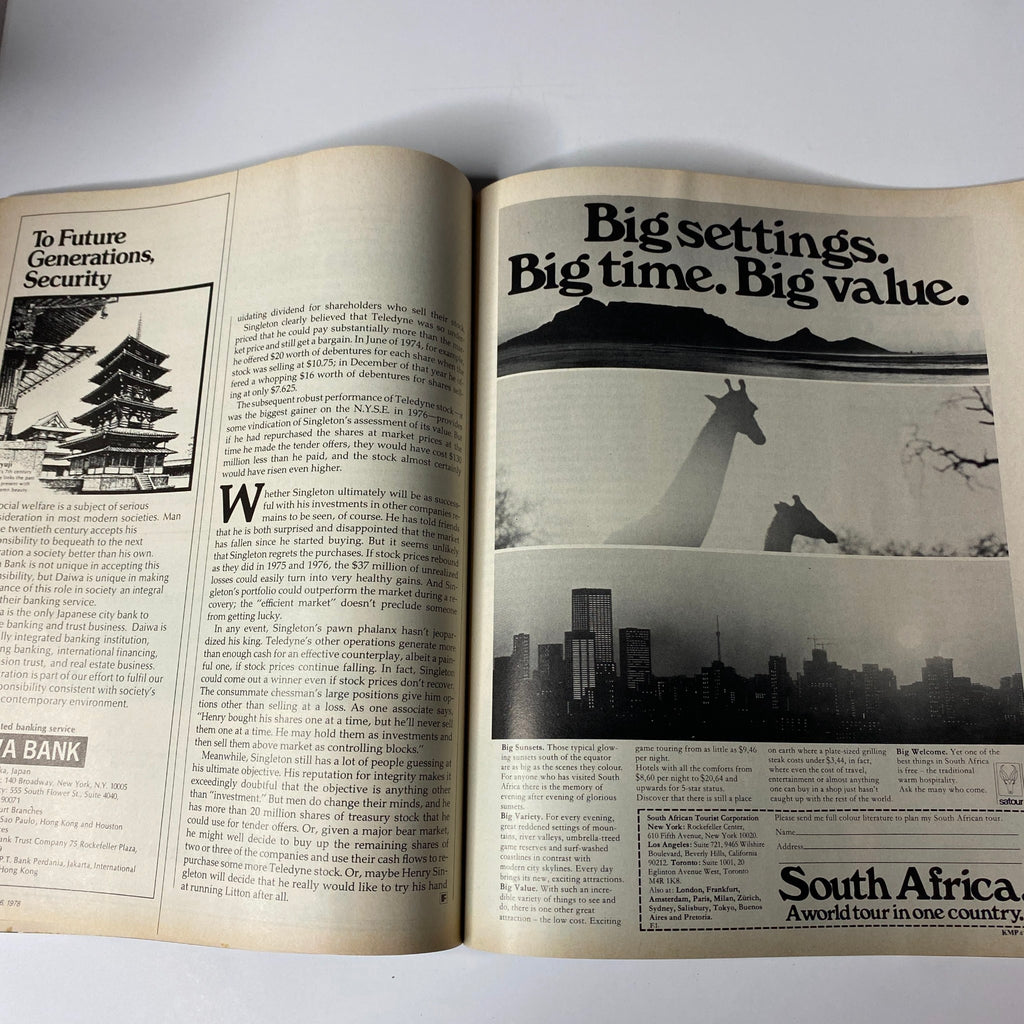 To Future
Generations,
Security
ocial welfare is a subject of serious
sideration in most modern societies. Man
e twentieth century accepts his
onsibility to bequeath to the next
ration a society better than his own.
Bank is not unique in accepting this
sibility, but Daiwa is unique in making
ance of this role in society an integral
their banking service.
a is the only Japanese city bank to
e banking and trust business. Daiwa is
lly integrated banking institution,
ng banking, international financing,
sion trust, and real estate business.
ration is part of our effort to fulfil our
ponsibility consistent with society's
contemporary environment.
ted banking service
A BANK
ka, Japan
140 Broadway, New York, N.Y. 10005
y: 555 South Flower St., Suite 4040,
90071
urt Branches
Sao Paulo, Hong Kong and Houston
ces
ank Trust Company 75 Rockefeller Plaza,
9
P.T. Bank Perdania, Jakarta, International
Hong Kong
6, 1978
uidating dividend for shareholders who sell their stock.
Singleton clearly believed that Teledyne was so
priced that he could pay substantially more than the
ket price and still get a bargain. In June of 1974, for
he offered $20 worth of debentures for each share when the
stock was selling at $10.75; in December of that year he
fered a whopping $16 worth of debentures for shares
ing at only $7.625.
The subsequent robust performance of Teledyne stock—it
was the biggest gainer on the N.Y.S.E. in 1976—
some vindication of Singleton's assessment of its value. But
if he had repurchased the shares at market prices at the
time he made the tender offers, they would have cost
million less than he paid, and the stock almost certainly
would have risen even higher.
Whether Singleton ultimately will be as success-
ful with his investments in other companies re-
mains to be seen, of course. He has told friends
that he is both surprised and disappointed that the market
has fallen since he started buying. But it seems unlikely
that Singleton regrets the purchases. If stock prices rebound
as they did in 1975 and 1976, the $37 million of unrealized
losses could easily turn into very healthy gains. And Sin-
gleton's portfolio could outperform the market during a re-
covery; the "efficient market" doesn't preclude someone
from getting lucky.
In any event, Singleton's pawn phalanx hasn't jeopar-
dized his king. Teledyne's other operations generate more
than enough cash for an effective counterplay, albeit a pain-
ful one, if stock prices continue falling. In fact, Singleton
could come out a winner even if stock prices don't recover.
The consummate chessman's large positions give him op-
tions other than selling at a loss. As one associate says,
"Henry bought his shares one at a time, but he'll never sell
them one at a time. He may hold them as investments and
then sell them above market as controlling blocks."
Meanwhile, Singleton still has a lot of people guessing at
his ultimate objective. His reputation for integrity makes it
exceedingly doubtful that the objective is anything other
than "investment." But men do change their minds, and he
has more than 20 million shares of treasury stock that he
could use for tender offers. Or, given a major bear market,
he might well decide to buy up the remaining shares of
two or three of the companies and use their cash flows to re-
purchase some more Teledyne stock. Or, maybe Henry Sin-
gleton will decide that he really would like to try his hand
at running Litton after all.
Big settings.
Big time. Big value.
Big Sunsets. Those typical glow-
ing sunsets south of the equator
are as big as the scenes they colour.
For anyone who has visited South
Africa there is the memory of
evening after evening of glorious
sunsets.
Big Variety. For every evening,
great reddened settings of moun-
tains, river valleys, umbrella-treed
game reserves and surf-washed
coastlines in contrast with
modern city skylines. Every day
brings its new, exciting attractions.
Big Value. With such an incre-
dible variety of things to see and
do, there is one other great
attraction – the low cost. Exciting
game touring from as little as $9,46
per night.
Hotels with all the comforts from
$8,60 per night to $20,64 and
upwards for 5-star status.
Discover that there is still a place
on earth where a plate-sized grilling
steak costs under $3,44, in fact,
where even the cost of travel,
entertainment or almost anything
one can buy in a shop just hasn't
caught up with the rest of the world.
Big Welcome. Yet one of the
best things in South Africa
is free – the traditional
warm hospitality.
Ask the many who come.
satour
South African Tourist Corporation
New York: Rockefeller Center,
610 Fifth Avenue, New York 10020.
Los Angeles: Suite 721, 9465 Wilshire
Boulevard, Beverly Hills, California
90212. Toronto: Suite 1001, 20
Eglinton Avenue West, Toronto
M4R 1K8.
Also at: London, Frankfurt,
Amsterdam, Paris, Milan, Zürich,
Sydney, Salisbury, Tokyo, Buenos
Aires and Pretoria.
F.1.
Please send me full colour literature to plan my South African tour.
Name
Address
South Africa.
A world tour in one country.
KMP